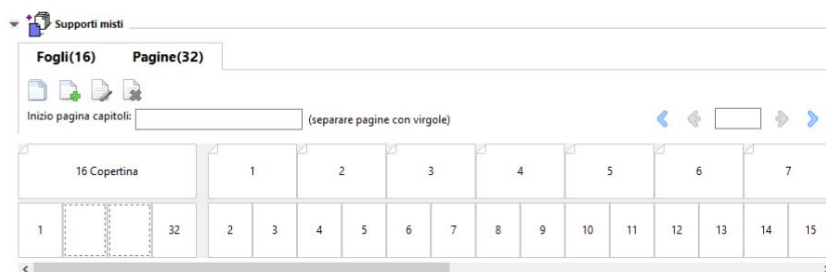 Supporti misti
Fogli(16) Pagine(32)
Inizio pagina capitoli: (separare pagine con virgole)
16 Copertina 1 2 3 4 5 6 7
1 32 2 3 4 5 6 7 8 9 10 11 12 13 14 15